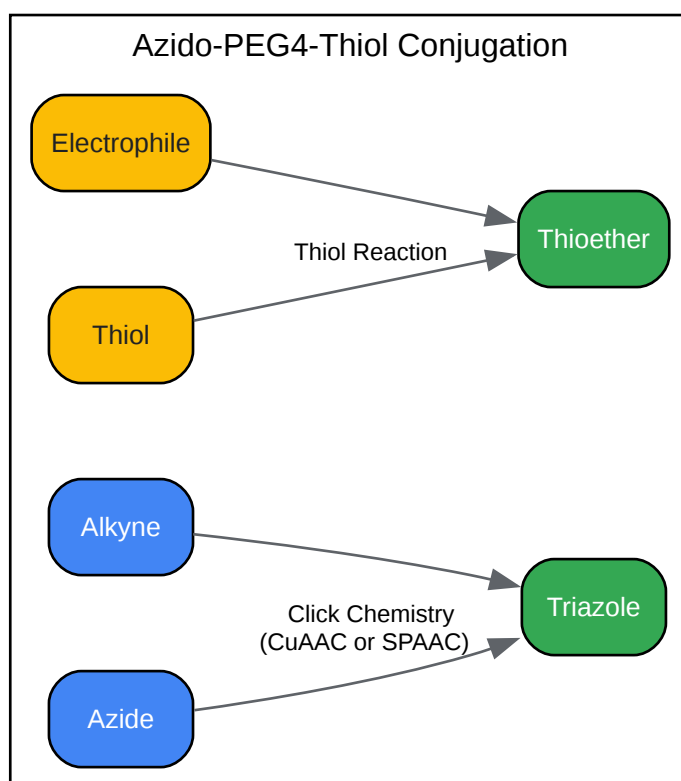 Azido-PEG4-Thiol Conjugation
Electrophile
Thioether
Thiol Reaction
Thiol
Alkyne
Triazole
Click Chemistry
(CuAAC or SPAAC)
Azide